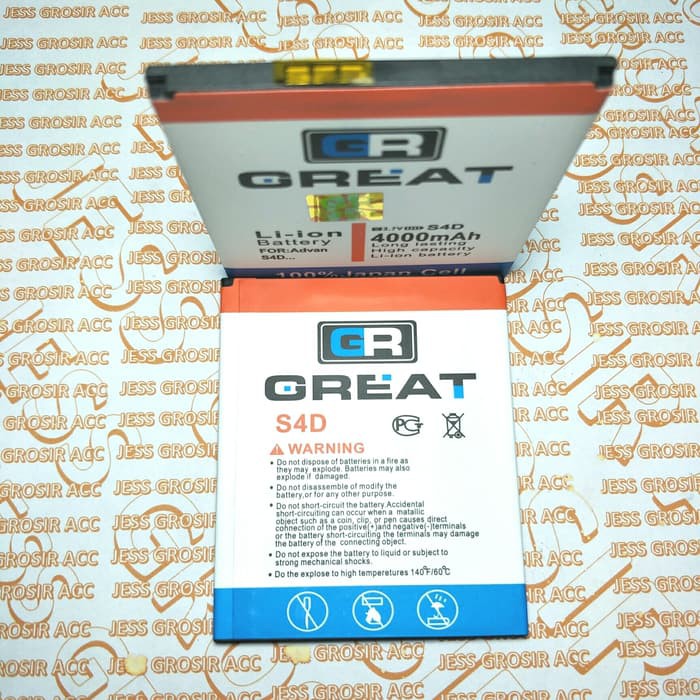 GR
GREAT
Li-ion
Battery
FOR:Advan
S4D...
3.7V S4D
4000mAh
Long lasting
High capacity
Li-ion battery
100% Japan Cell
GR
GREAT
S4D
PCT
WARNING
• Do not dispose of batteries in a fire as
they may explode. Batteries may also
explode if damaged.
• Do not disassemble of modify the
battery,or for any other purpose.
• Do not short-circuit the battery.Accidental
short-circuiting can occur when a matallic
object such as a coin, clip, or pen causes direct
connection of the positive(+)and negative(-)terminals
or the battery short-circuiting the terminals may damage
the battery of the connecting object.
• Do not expose the battery to liquid or subject to
strong mechanical shocks.
• Do the explose to high temperetures 140°F/60°C
JESS GROSIR ACC